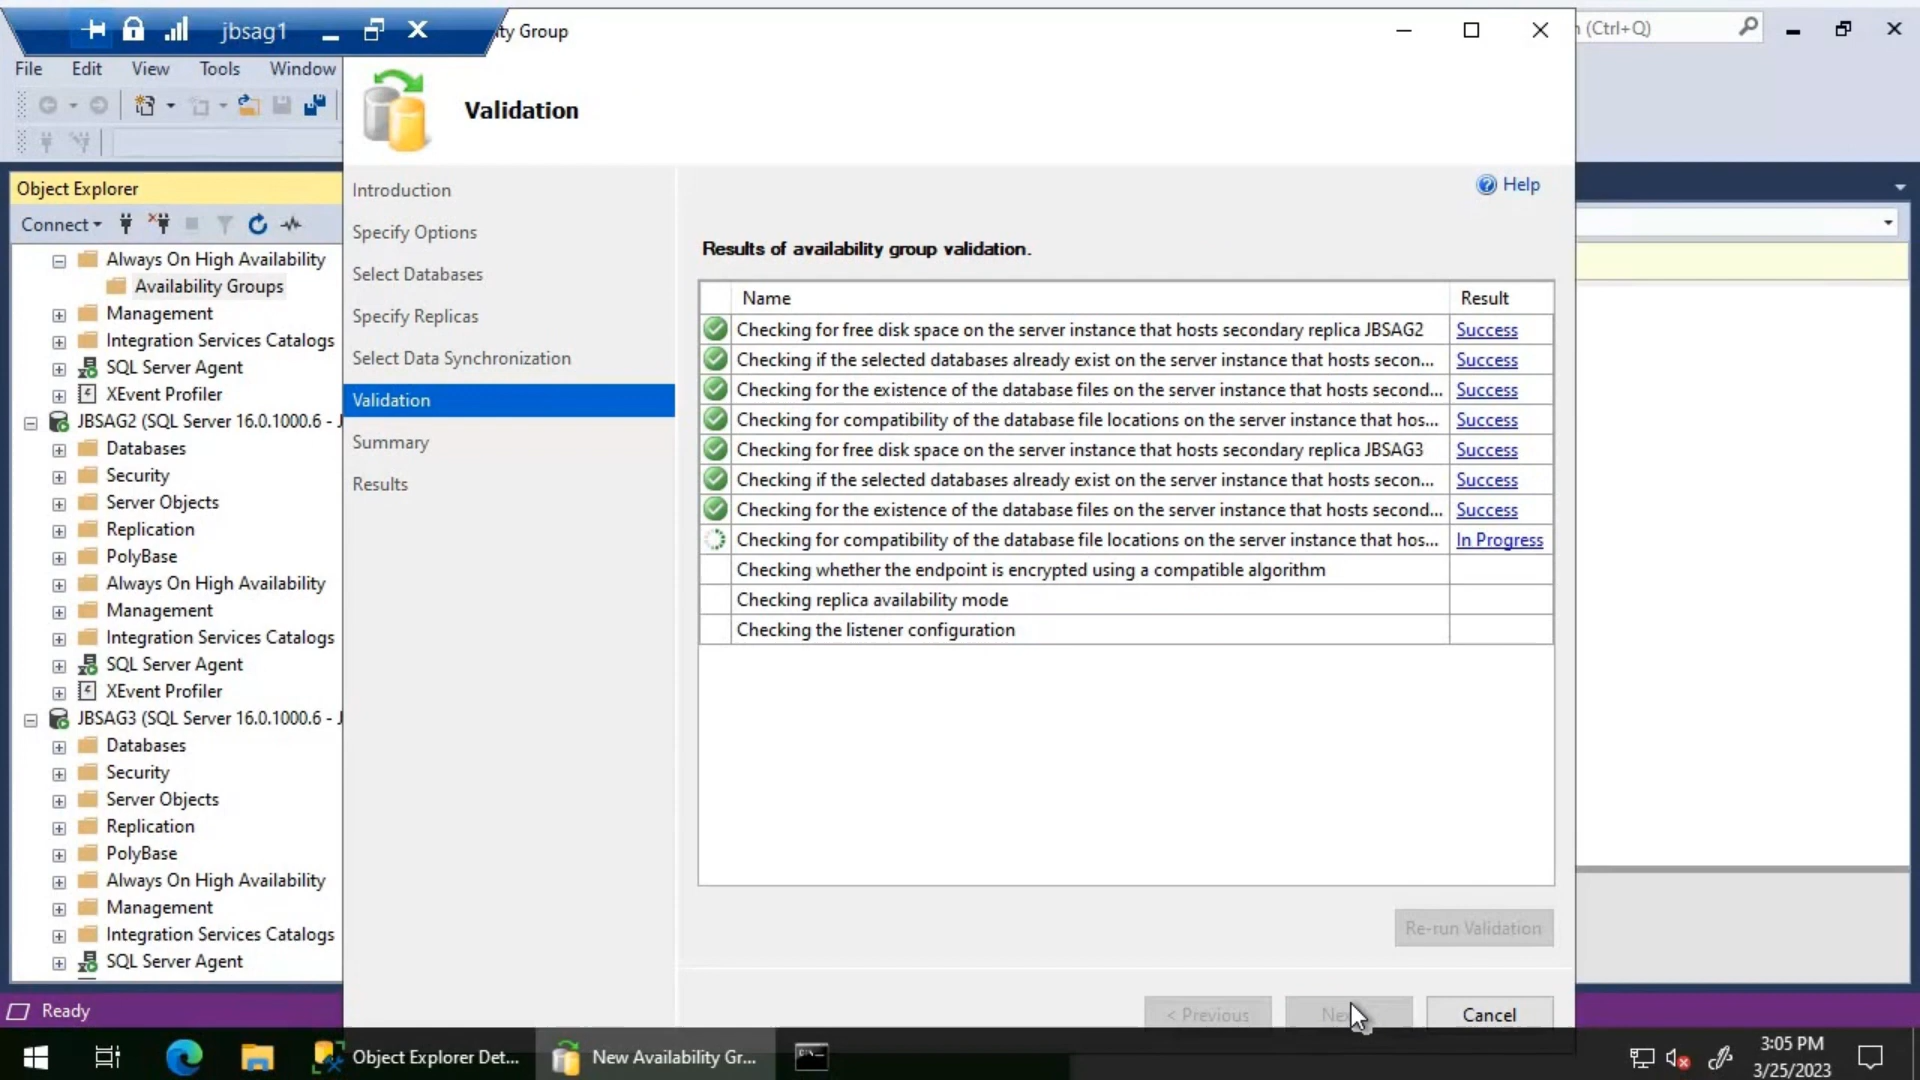 jbsag1
ty Group
(Ctrl+Q)
File Edit View Tools Window
Validation
Object Explorer
Connect
Always On High Availability
Availability Groups
Management
Integration Services Catalogs
SQL Server Agent
XEvent Profiler
JBSAG2 (SQL Server 16.0.1000.6 - J
Databases
Security
Server Objects
Replication
PolyBase
Always On High Availability
Management
Integration Services Catalogs
SQL Server Agent
XEvent Profiler
JBSAG3 (SQL Server 16.0.1000.6 - J
Databases
Security
Server Objects
Replication
PolyBase
Always On High Availability
Management
Integration Services Catalogs
SQL Server Agent
Introduction
Specify Options
Select Databases
Specify Replicas
Select Data Synchronization
Validation
Summary
Results
Help
Results of availability group validation.
Name Result
Checking for free disk space on the server instance that hosts secondary replica JBSAG2 Success
Checking if the selected databases already exist on the server instance that hosts secon... Success
Checking for the existence of the database files on the server instance that hosts second... Success
Checking for compatibility of the database file locations on the server instance that hos... Success
Checking for free disk space on the server instance that hosts secondary replica JBSAG3 Success
Checking if the selected databases already exist on the server instance that hosts secon... Success
Checking for the existence of the database files on the server instance that hosts second... Success
Checking for compatibility of the database file locations on the server instance that hos... In Progress
Checking whether the endpoint is encrypted using a compatible algorithm
Checking replica availability mode
Checking the listener configuration
Re-run Validation
< Previous Ne Cancel
Ready
Object Explorer Det... New Availability Gr...
3:05 PM
3/25/2023